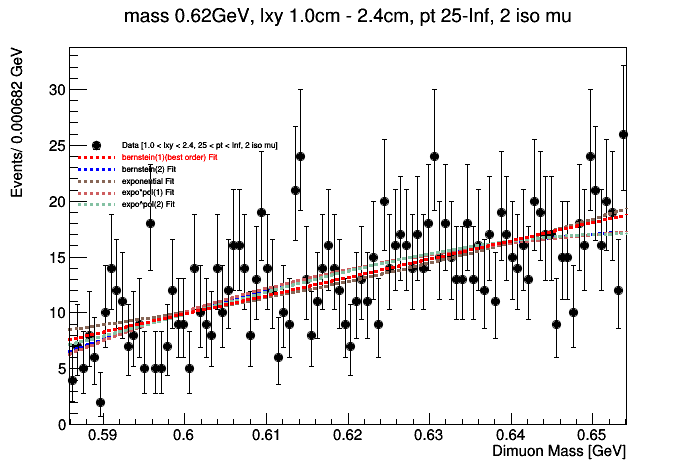 mass 0.62GeV, lxy 1.0cm - 2.4cm, pt 25-Inf, 2 iso mu
Events/ 0.000682 GeV
30
25
20
15
10
5
0
Data [1.0 < lxy < 2.4, 25 < pt < Inf, 2 iso mu]
bernstein(1)(best order) Fit
bernstein(2) Fit
exponential Fit
expo*pol(1) Fit
expo*pol(2) Fit
0.59 0.6 0.61 0.62 0.63 0.64 0.65
Dimuon Mass [GeV]